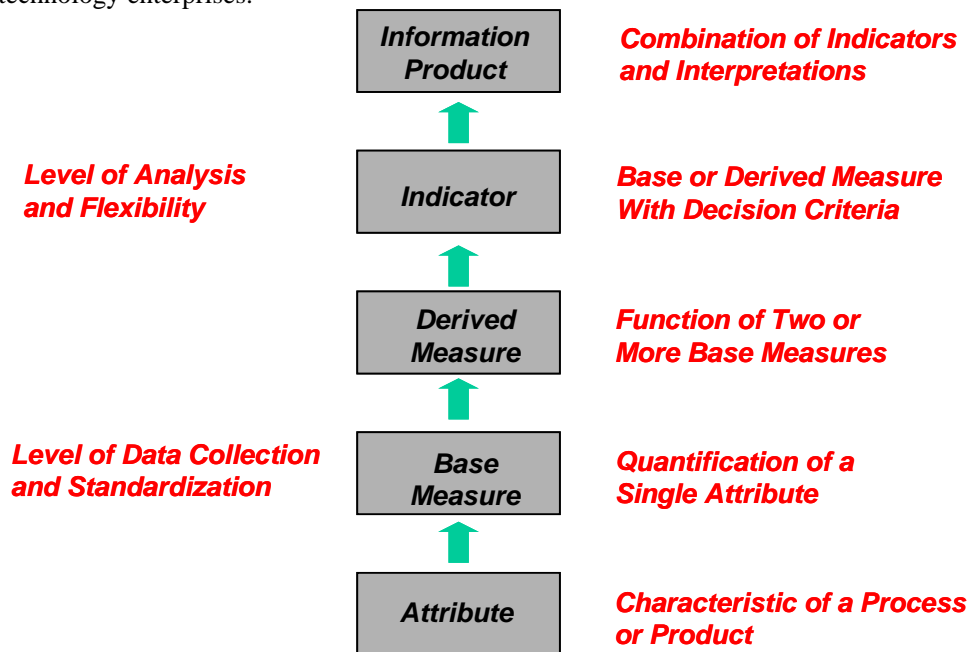 technology enterprises.
Information
Product
Combination of Indicators
and Interpretations
Level of Analysis
and Flexibility
Indicator
Base or Derived Measure
With Decision Criteria
Derived
Measure
Function of Two or
More Base Measures
Level of Data Collection
and Standardization
Base
Measure
Quantification of a
Single Attribute
Attribute
Characteristic of a Process
or Product